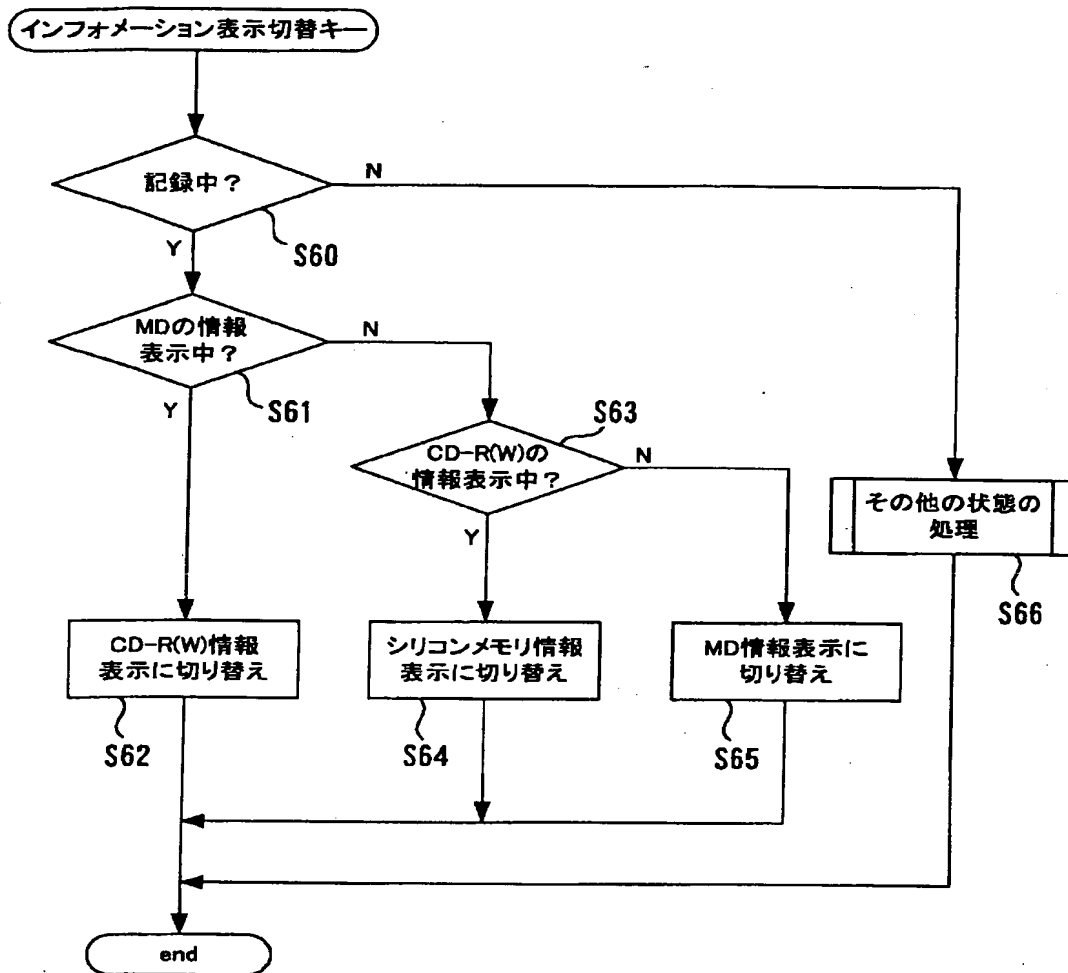 インフォメーション表示切替キー
記録中？
N
Y
S60
MDの情報
表示中？
N
Y
S61
S63
CD-R(W)の
情報表示中？
N
Y
その他の状態の
処理
S66
CD-R(W)情報
表示に切り替え
シリコンメモリ情報
表示に切り替え
MD情報表示に
切り替え
S62
S64
S65
end